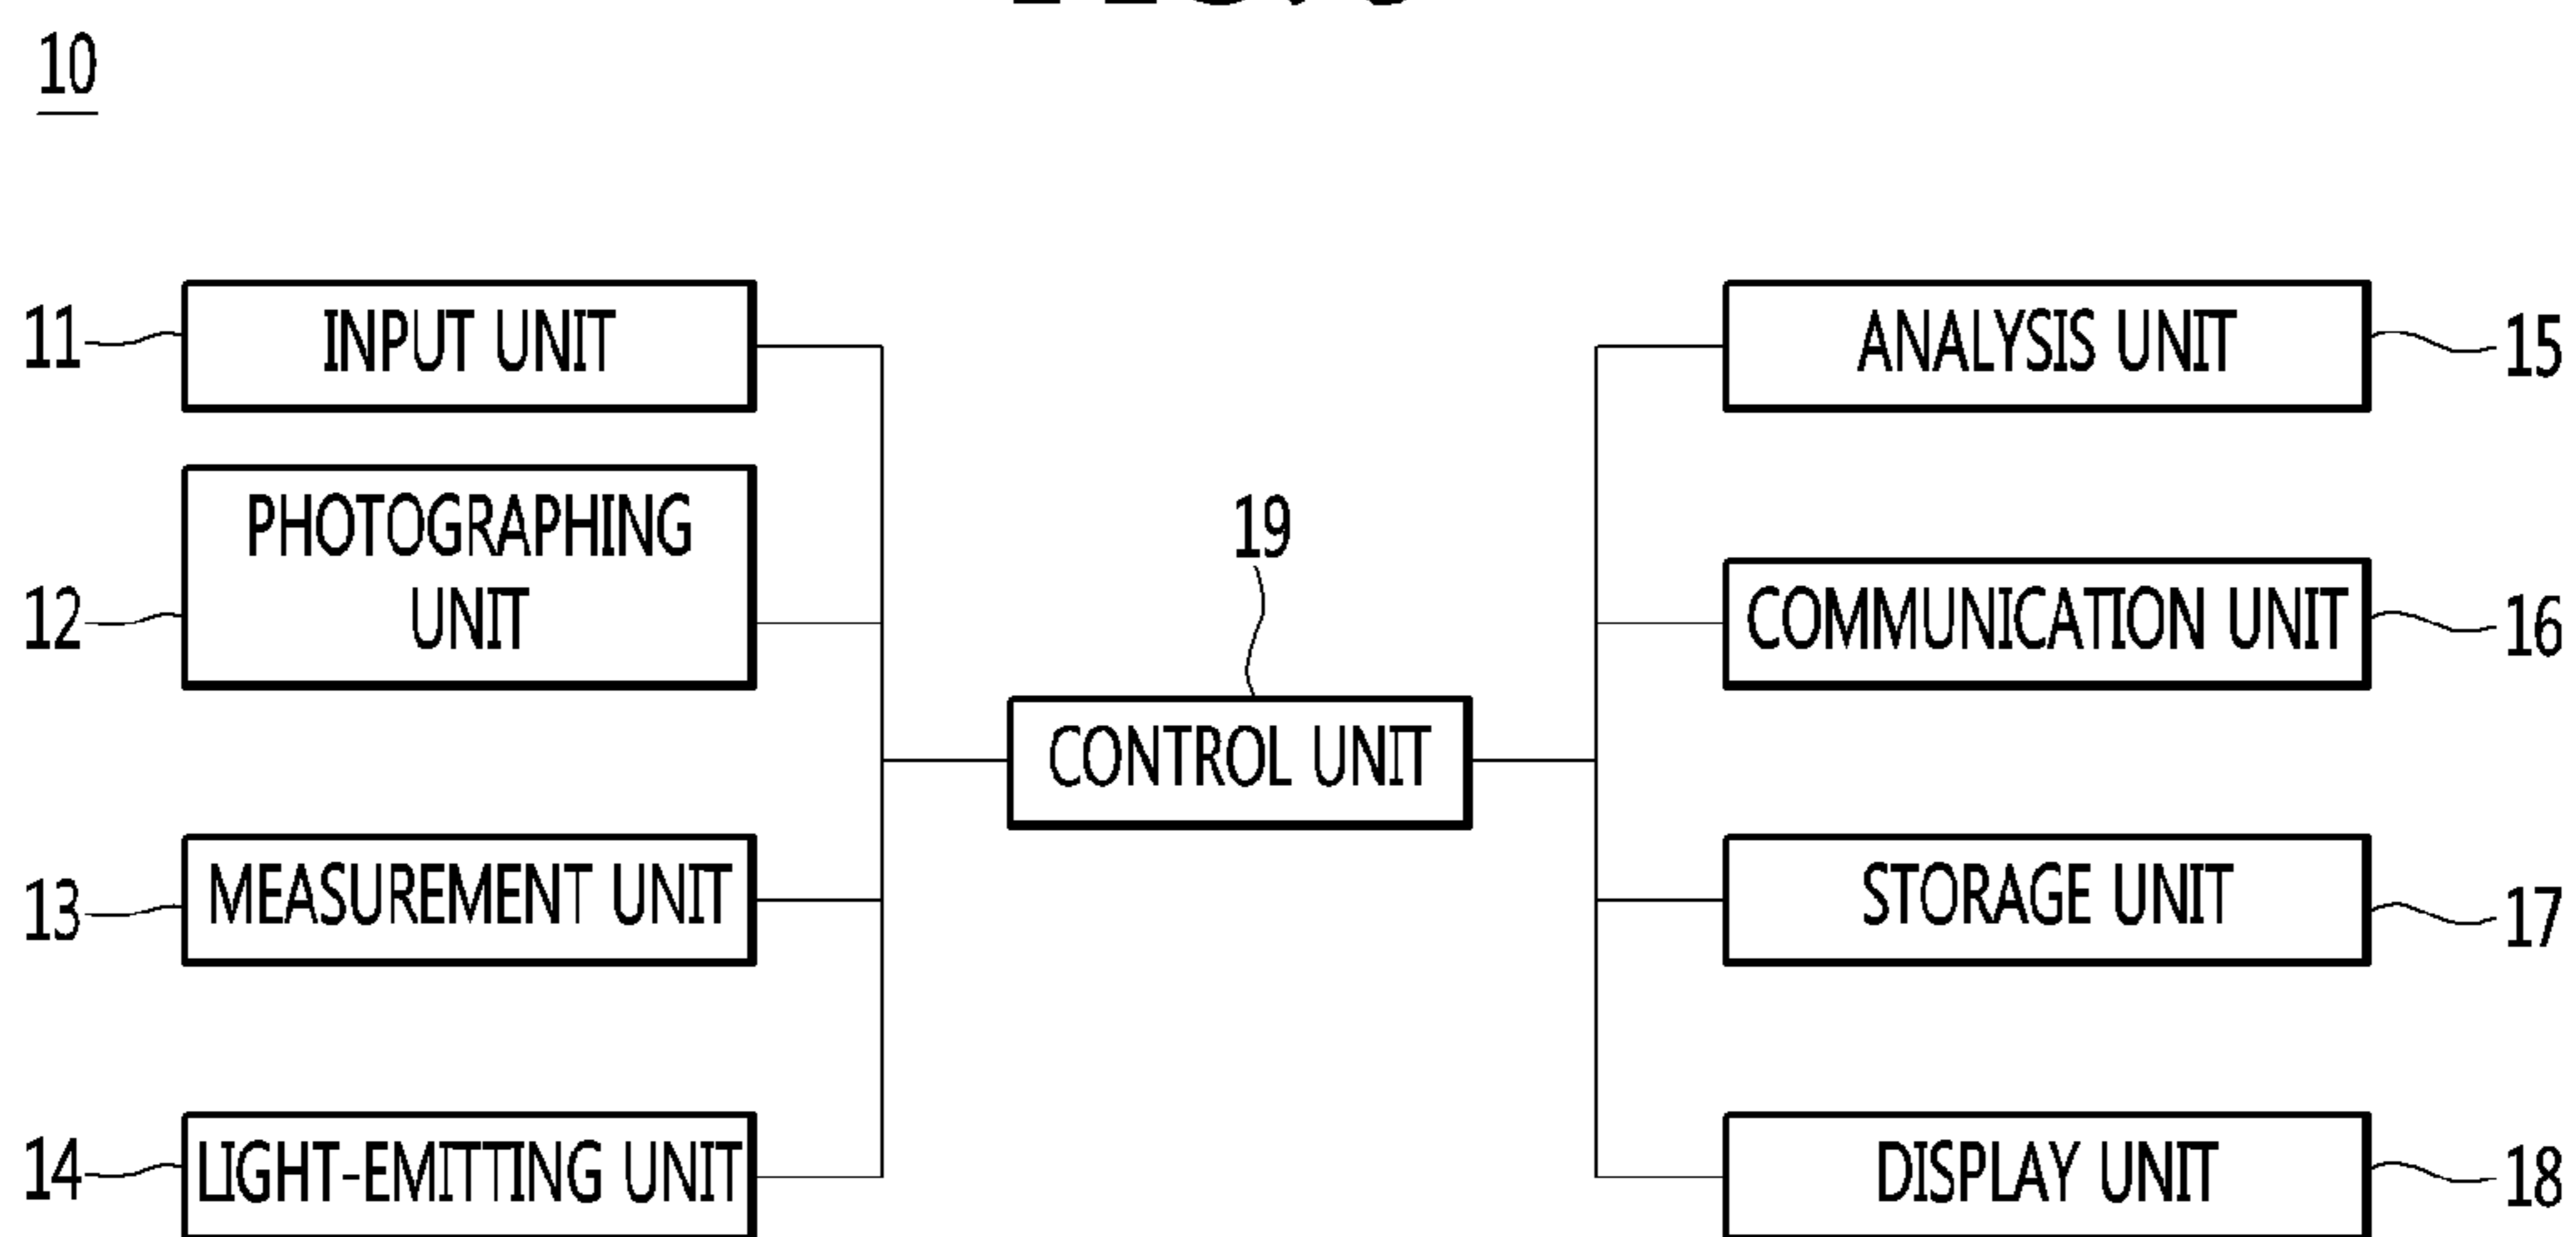 10
11
INPUT UNIT
12
PHOTOGRAPHING
UNIT
13
MEASUREMENT UNIT
14
LIGHT-EMITTING UNIT
19
CONTROL UNIT
ANALYSIS UNIT
15
COMMUNICATION UNIT
16
STORAGE UNIT
17
DISPLAY UNIT
18